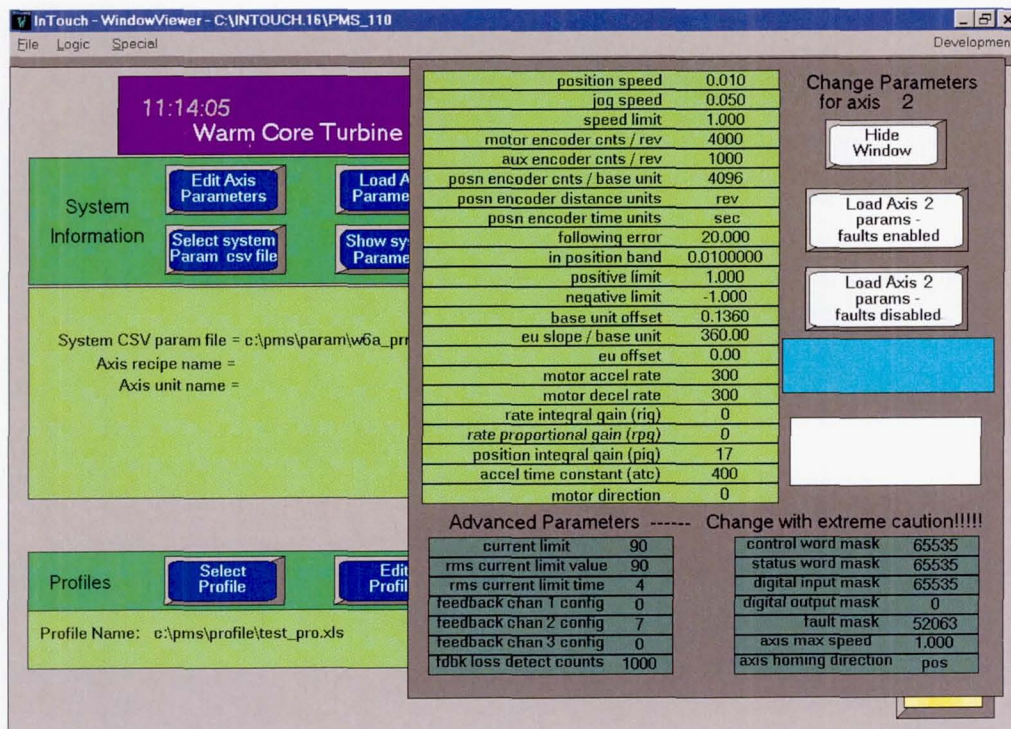 InTouch - WindowViewer - C:\INTOUCH.16\PMS_110
File Logic Special
Developmen
11:14:05
Warm Core Turbine
System
Information
Edit Axis
Parameters
Load A
Parame
Select system
Param csv file
Show sy
Parame
System CSV param file = c:\pms\param\w6a_prr
Axis recipe name =
Axis unit name =
Profiles
Select
Profile
Edit
Profil
Profile Name: c:\pms\profile\test_pro.xls
position speed 0.010
jog speed 0.050
speed limit 1.000
motor encoder cnts / rev 4000
aux encoder cnts / rev 1000
posn encoder cnts / base unit 4096
posn encoder distance units rev
posn encoder time units sec
following error 20.000
in position band 0.0100000
positive limit 1.000
negative limit -1.000
base unit offset 0.1360
eu slope / base unit 360.00
eu offset 0.00
motor accel rate 300
motor decel rate 300
rate integral gain (rig) 0
rate proportional gain (rpg) 0
position integral gain (pig) 17
accel time constant (atc) 400
motor direction 0
Change Parameters
for axis 2
Hide
Window
Load Axis 2
params -
faults enabled
Load Axis 2
params -
faults disabled
Advanced Parameters ------ Change with extreme caution!!!!!
current limit 90
rms current limit value 90
rms current limit time 4
feedback chan 1 config 0
feedback chan 2 config 7
feedback chan 3 config 0
fdbk loss detect counts 1000
control word mask 65535
status word mask 65535
digital input mask 65535
digital output mask 0
fault mask 52063
axis max speed 1.000
axis homing direction pos